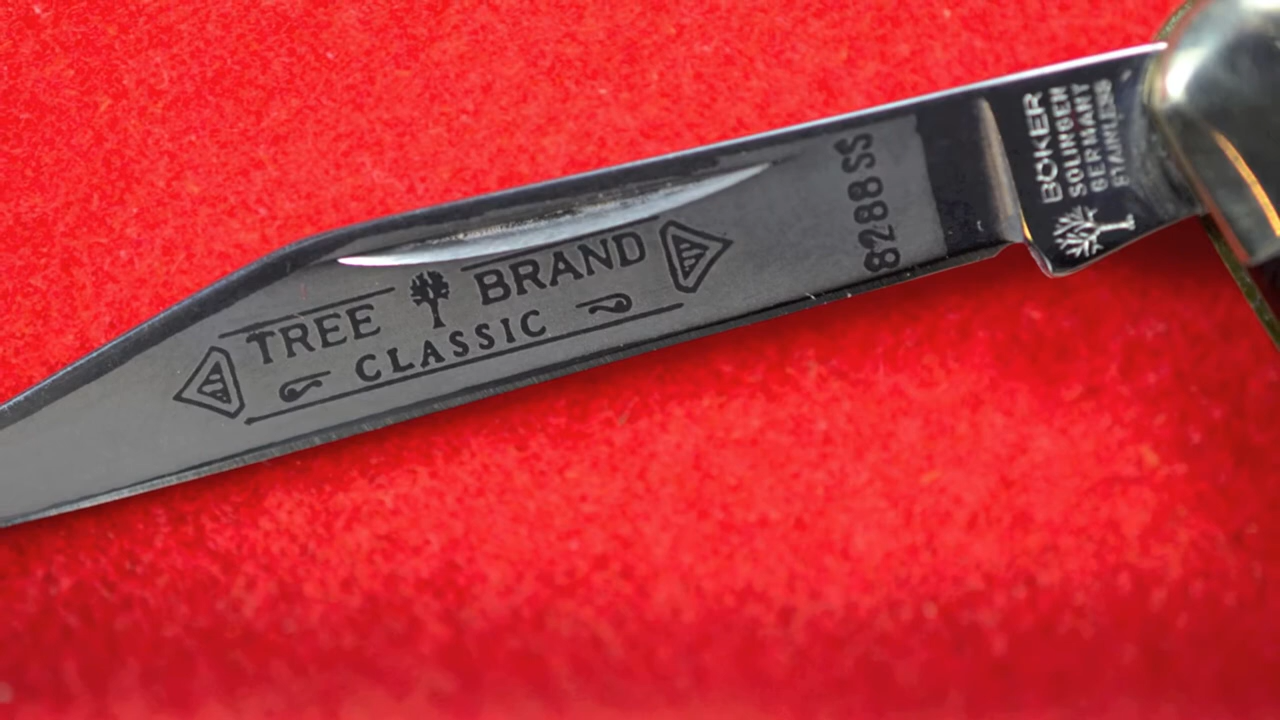 TREE BRAND
CLASSIC
8288 SS
BÖKER
SOLINGEN
GERMANY
STAINLESS